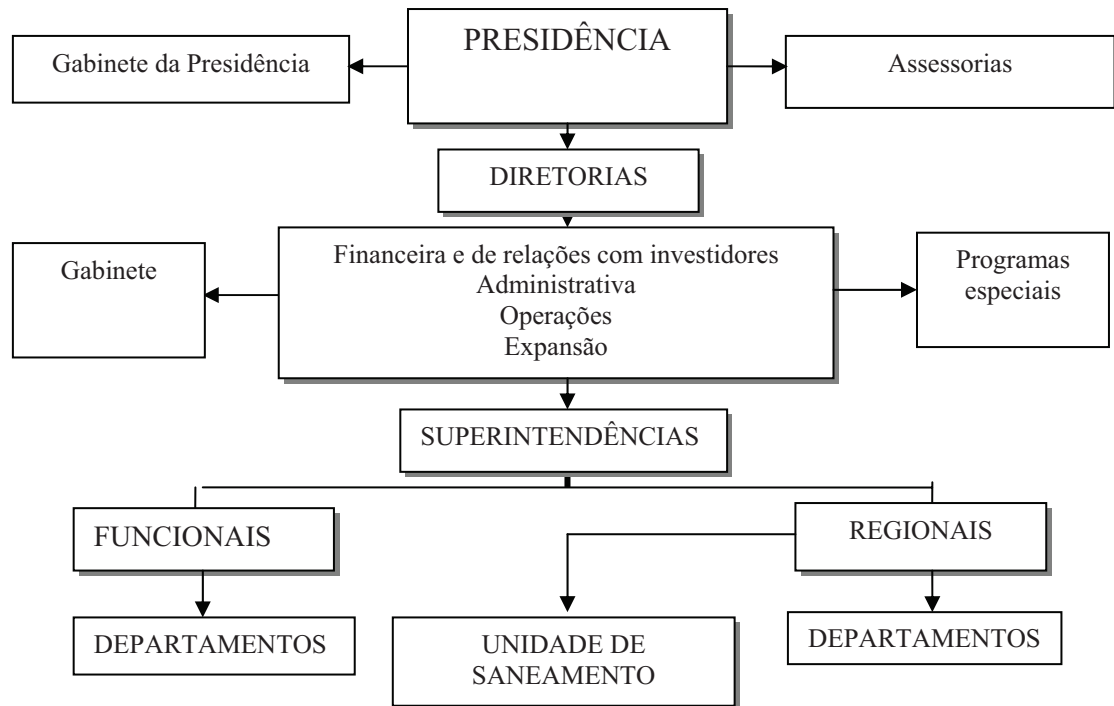 PRESIDÊNCIA
Gabinete da Presidência
Assessorias
DIRETORIAS
Financeira e de relações com investidores
Administrativa
Operações
Expansão
Gabinete
Programas
especiais
SUPERINTENDÊNCIAS
FUNCIONAIS
REGIONAIS
DEPARTAMENTOS
UNIDADE DE
SANEAMENTO
DEPARTAMENTOS